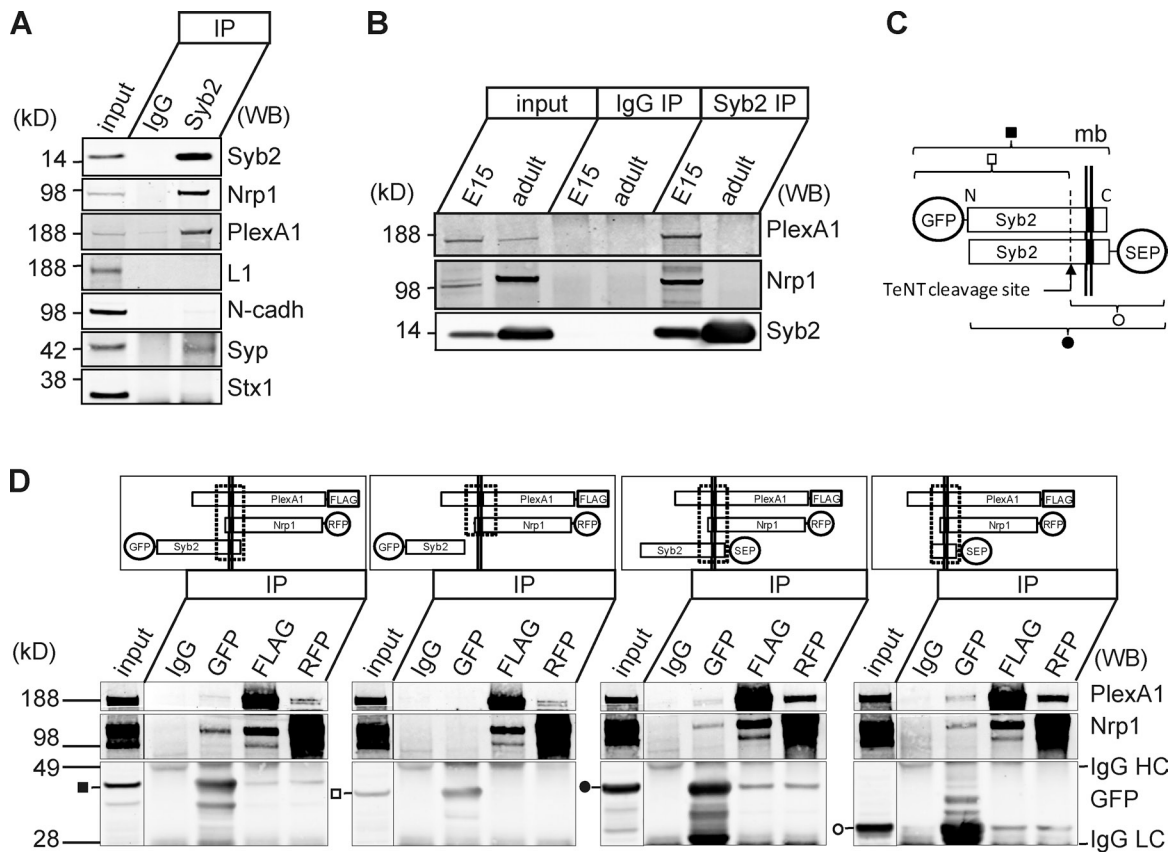 A
IP
(kD)
input
IgG
Syb2
(WB)
14
Syb2
98
Nrp1
188
PlexA1
188
L1
98
N-cadh
42
Syp
38
Stx1
B
input
IgG IP
Syb2 IP
(kD)
E15
adult
E15
adult
E15
adult
(WB)
188
PlexA1
98
Nrp1
14
Syb2
C
■
mb
□
N
C
GFP
Syb2
Syb2
SEP
TeNT cleavage site
○
●
D
PlexA1 FLAG
Nrp1 RFP
GFP Syb2
PlexA1 FLAG
Nrp1 RFP
GFP Syb2
PlexA1 FLAG
Nrp1 RFP
Syb2 SEP
PlexA1 FLAG
Nrp1 RFP
SEP
IP
IP
IP
IP
(kD)
input IgG GFP FLAG RFP
input IgG GFP FLAG RFP
input IgG GFP FLAG RFP
input IgG GFP FLAG RFP
(WB)
188
PlexA1
98
Nrp1
49
IgG HC
■
□
●
○
GFP
28
IgG LC